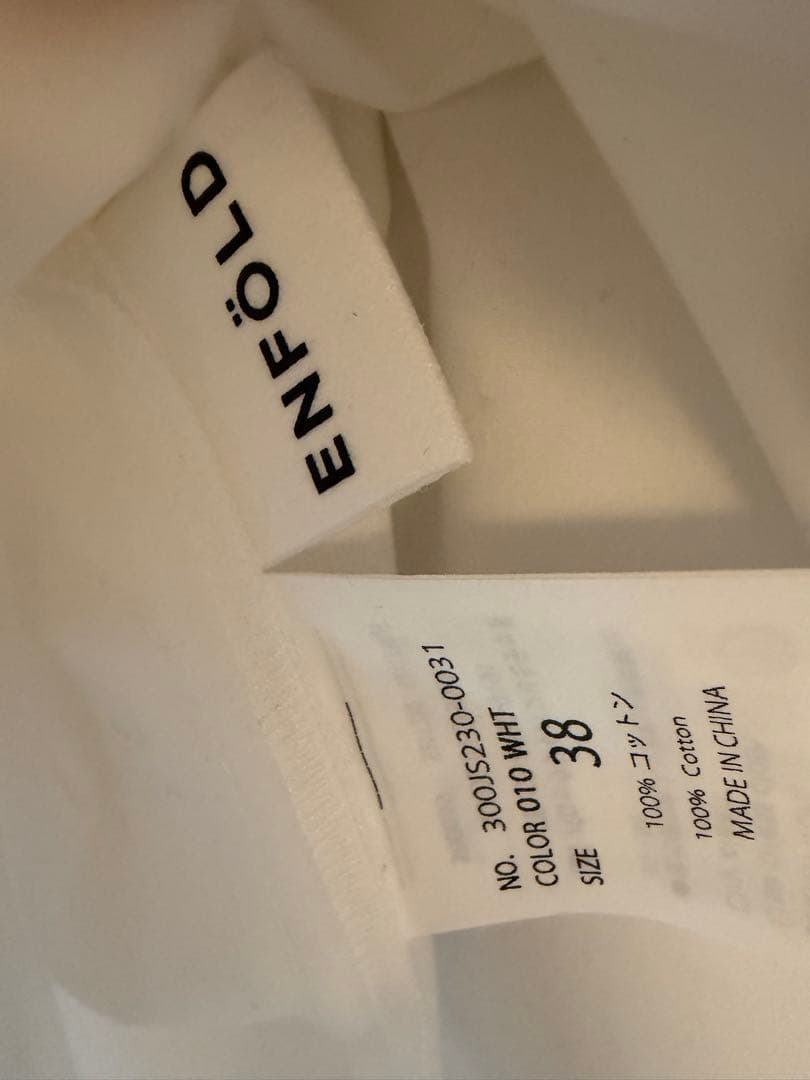 ENFÖLD
NO. 300JS230-0031
COLOR 010 WHT
SIZE 38
100% コットン
100% Cotton
MADE IN CHINA